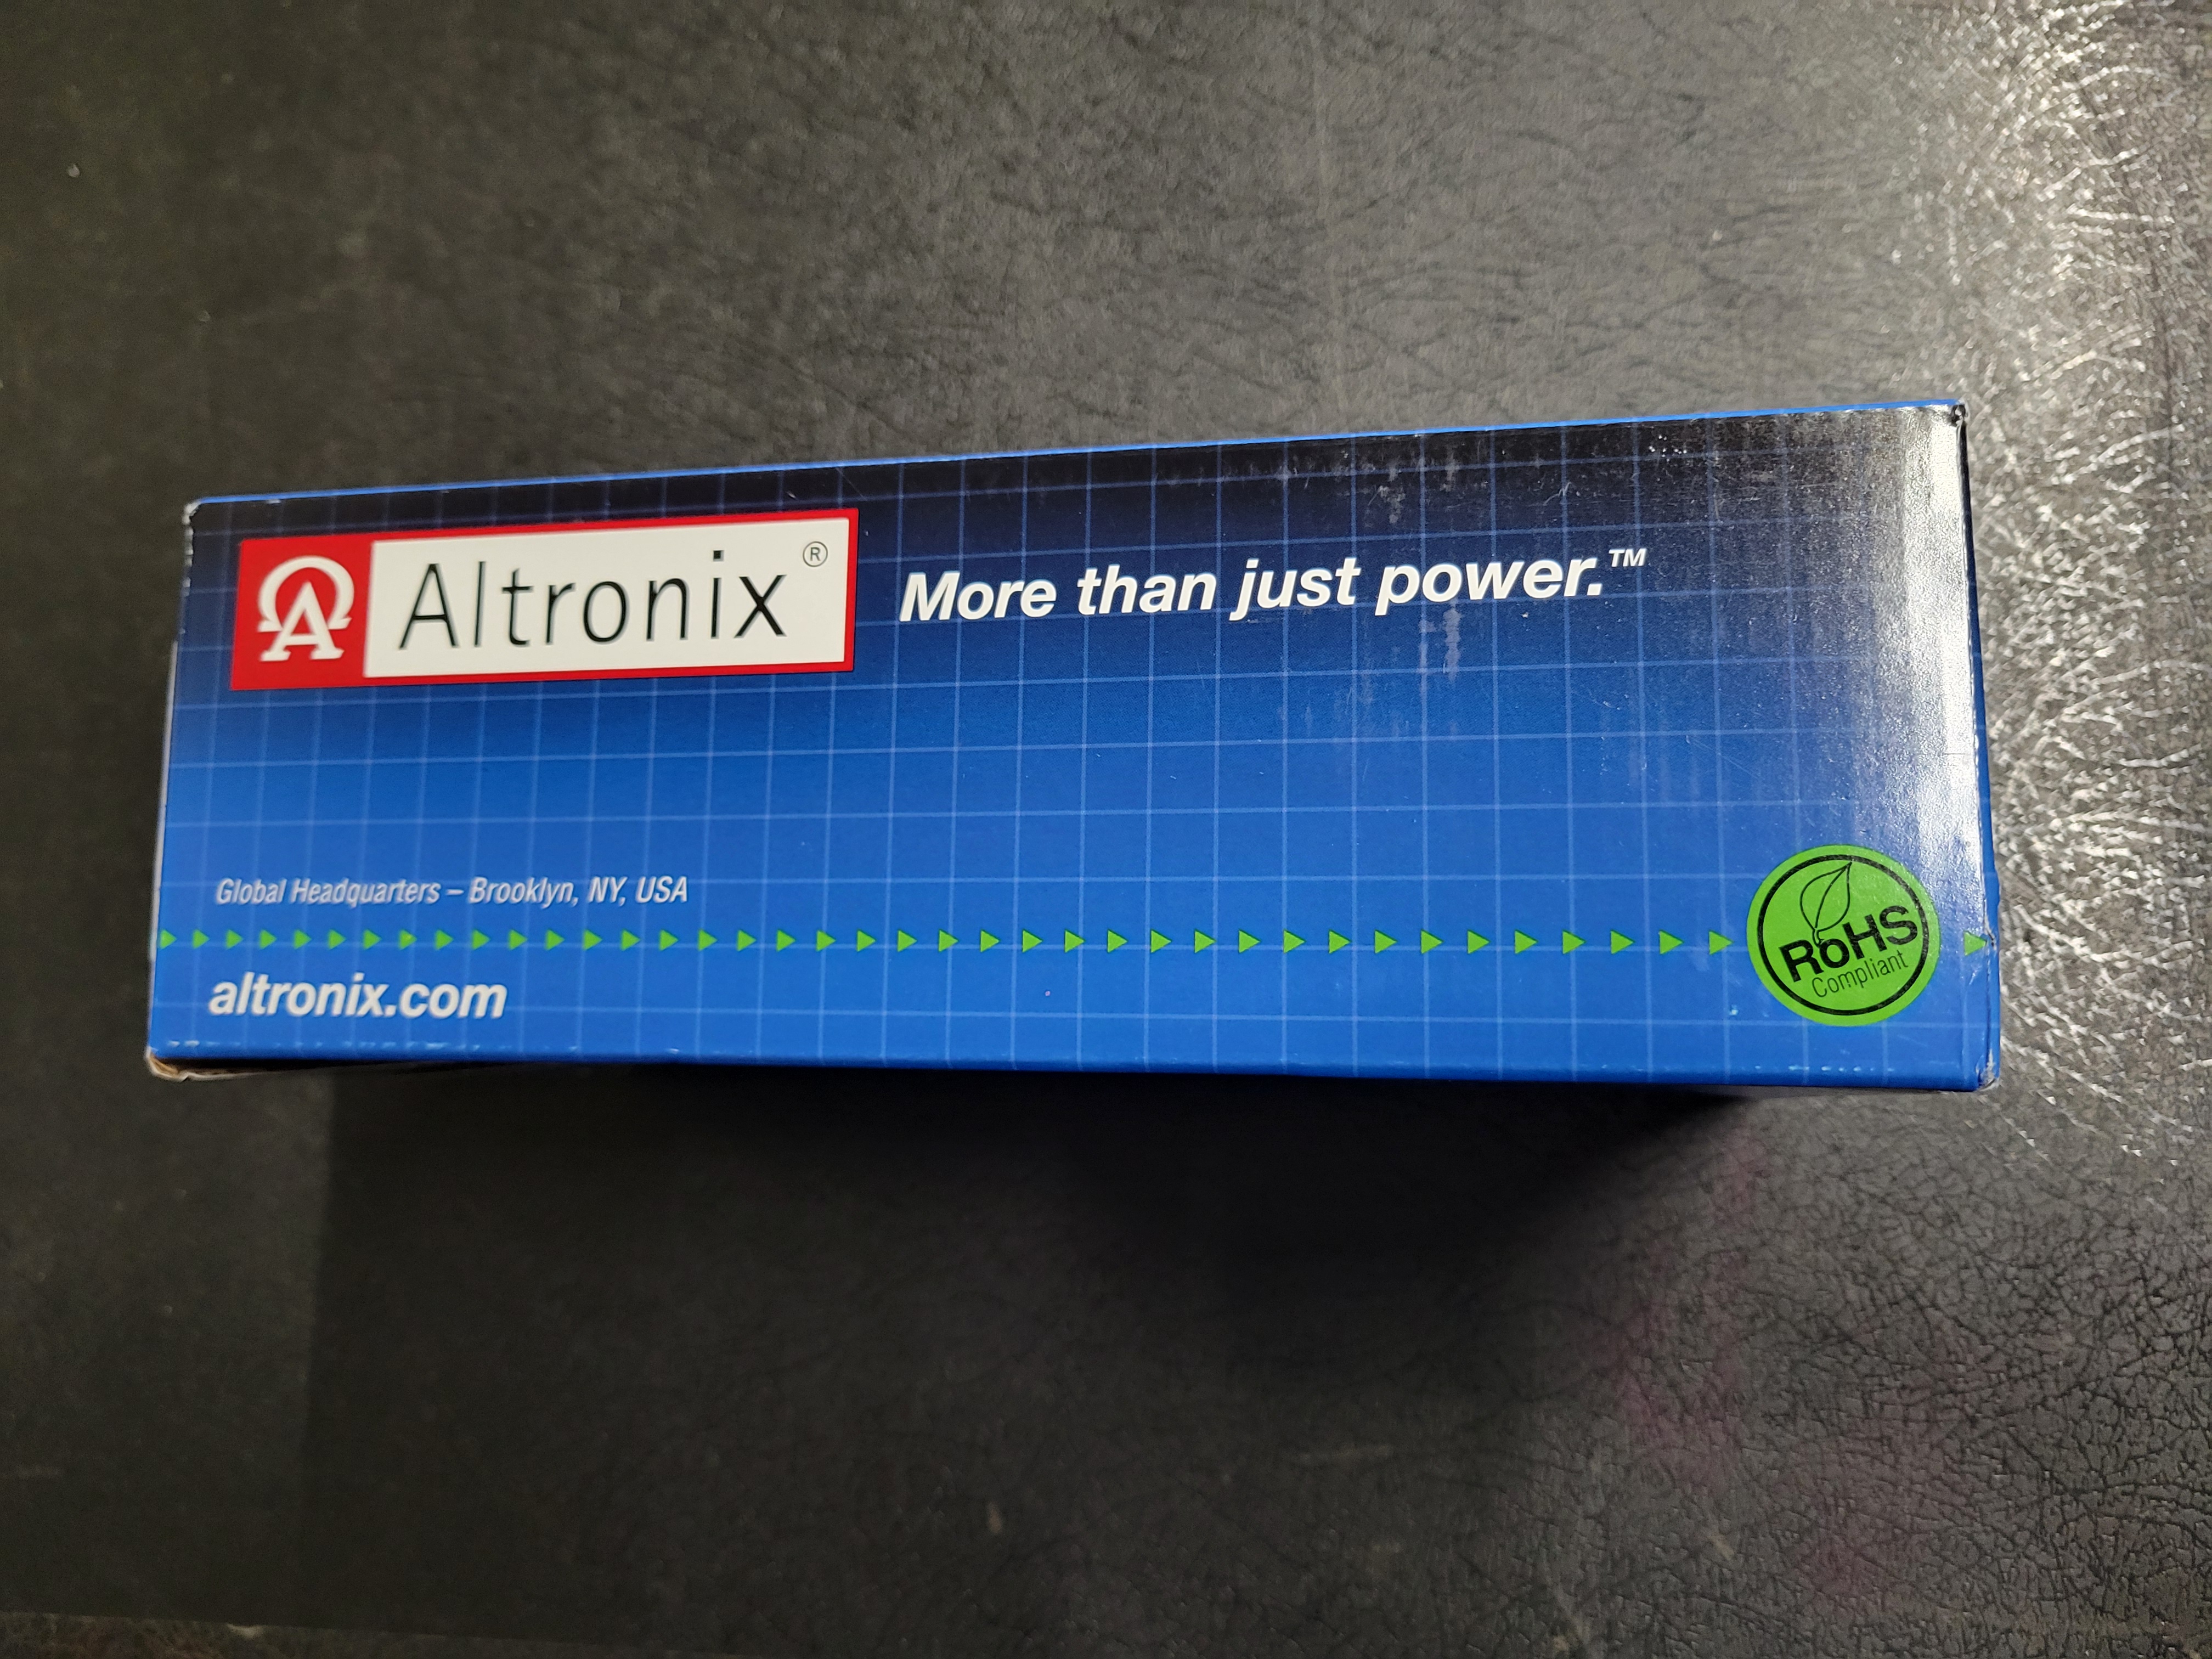 Altronix®
More than just power.™
Global Headquarters – Brooklyn, NY, USA
altronix.com
RoHS
Compliant